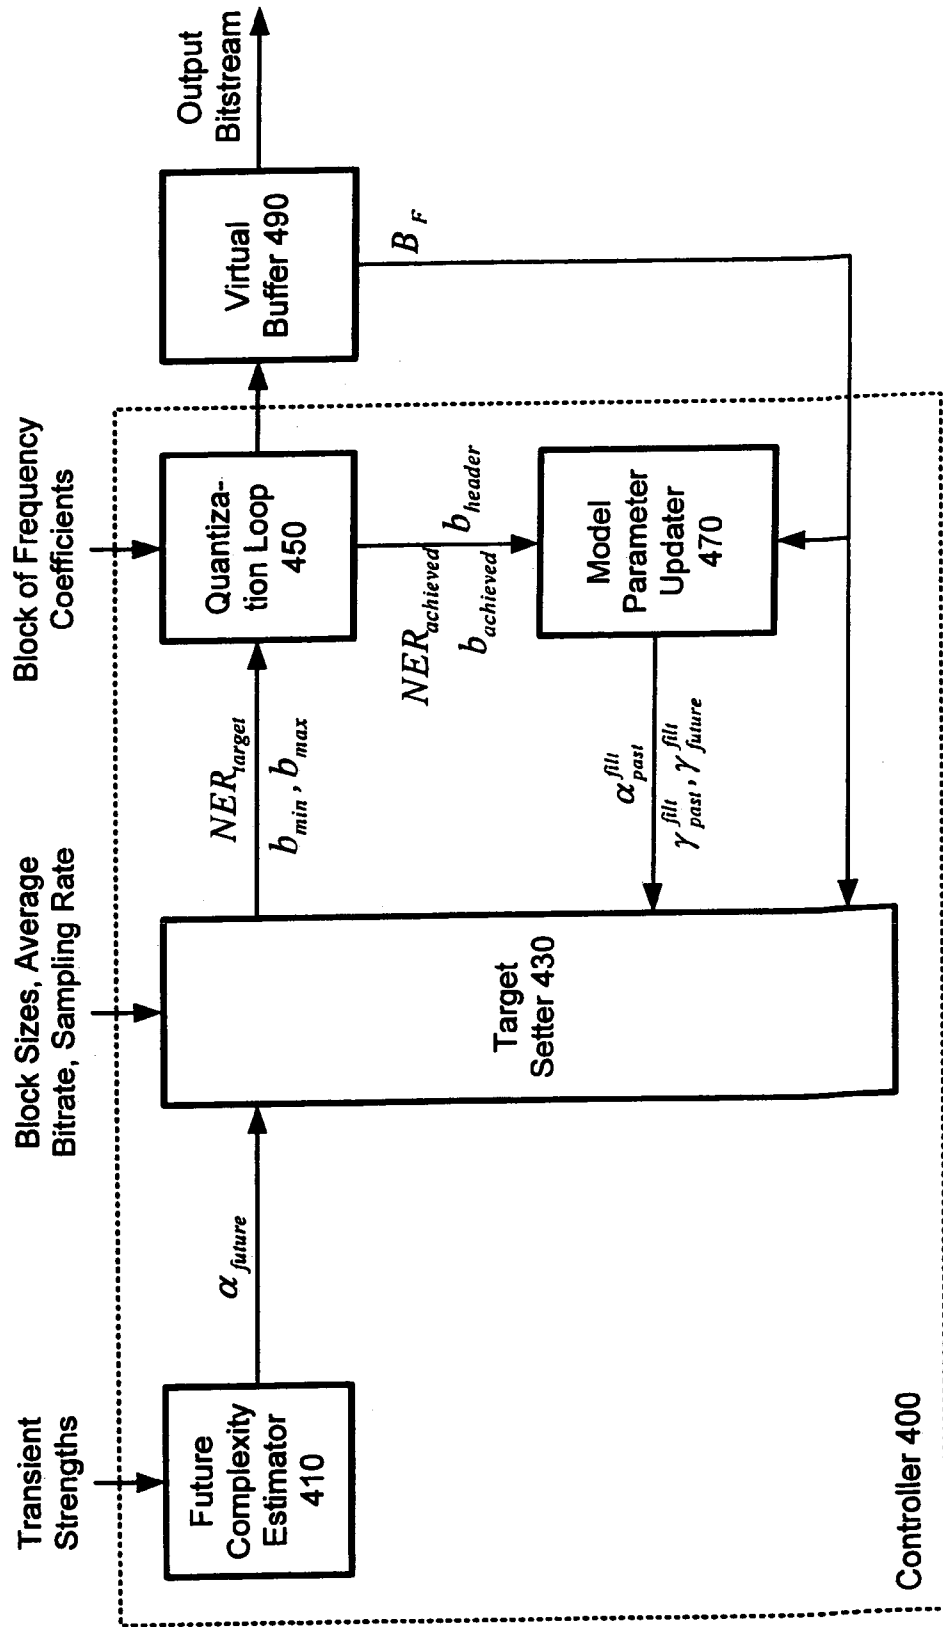 Transient
Strengths
Future
Complexity
Estimator
410
α_future
Block Sizes, Average
Bitrate, Sampling Rate
Target
Setter 430
NER_target
b_min, b_max
Block of Frequency
Coefficients
Quantiza-
tion Loop
450
NER_achieved b_header
b_achieved
Model
Parameter
Updater
470
α_past^filt
γ_past^filt, γ_future^filt
Virtual
Buffer 490
B_F
Output
Bitstream
Controller 400